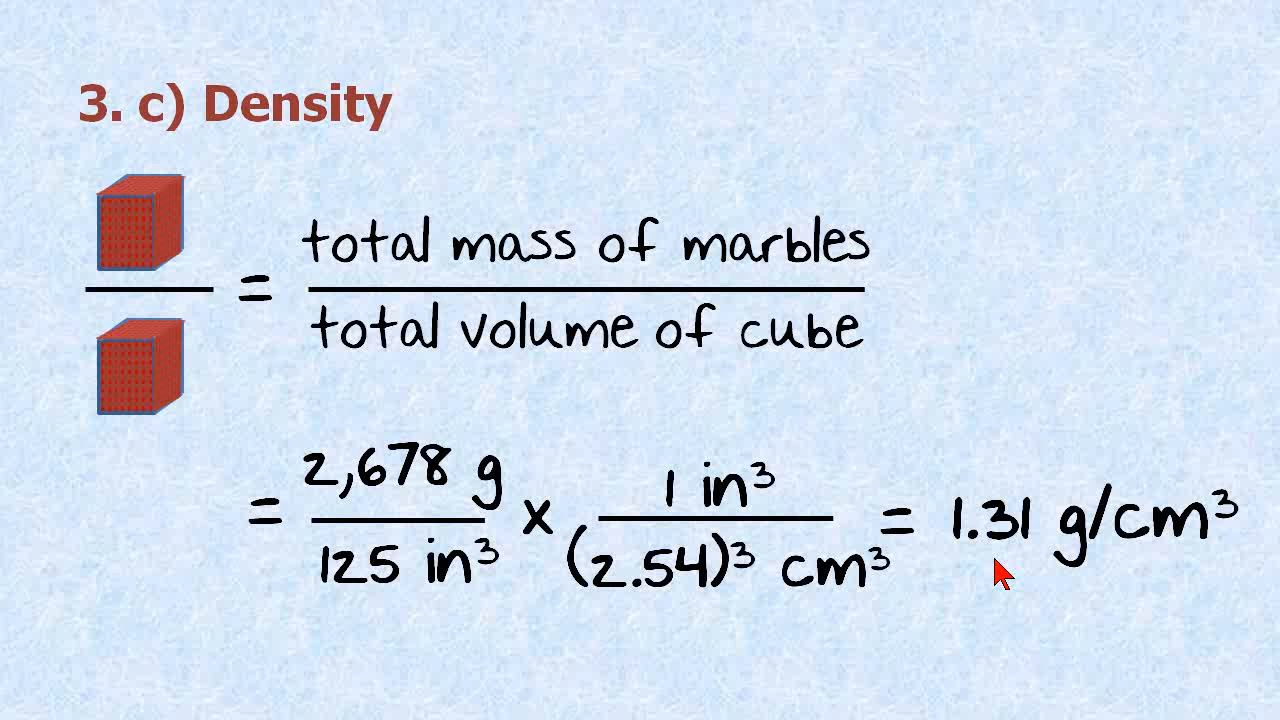 3. c) Density
= total mass of marbles
total volume of cube
= 2,678 g / 125 in³ x 1 in³ / (2.54)³ cm³ = 1.31 g/cm³